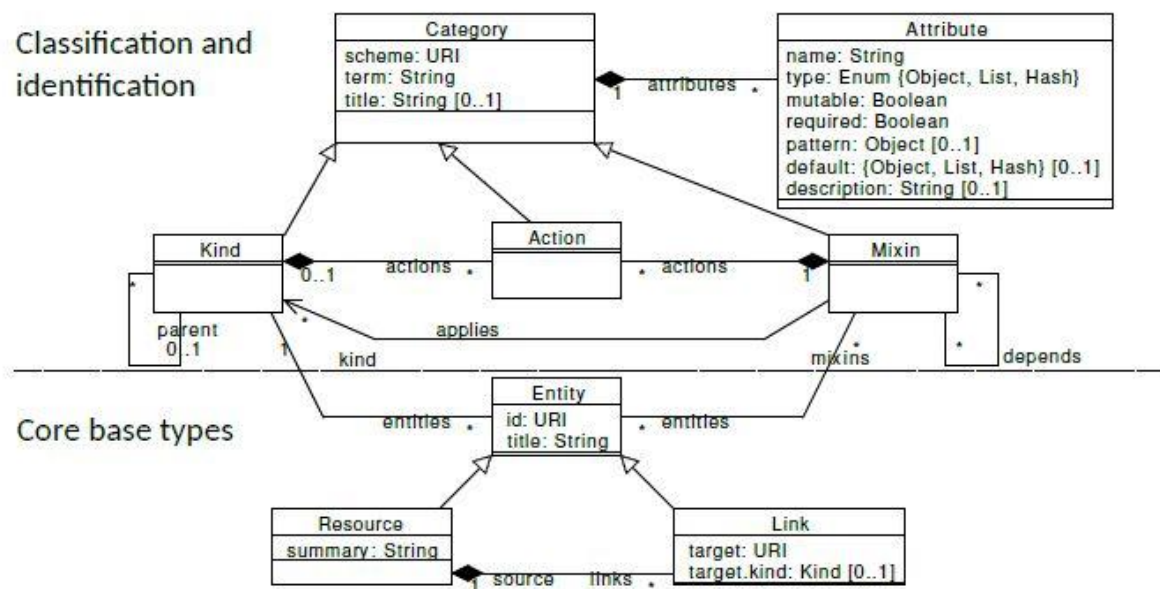 Classification and
identification
Category
scheme: URI
term: String
title: String [0..1]
1 attributes *
Attribute
name: String
type: Enum {Object, List, Hash}
mutable: Boolean
required: Boolean
pattern: Object [0..1]
default: {Object, List, Hash} [0..1]
description: String [0..1]
Kind
0..1 actions *
Action
* actions 1
Mixin
*
parent
0..1
* applies
* *
depends
1
kind
*
mixins
Core base types
Entity
id: URI
title: String
entities *
* entities
Resource
summary: String
Link
target: URI
target.kind: Kind [0..1]
1 source links *